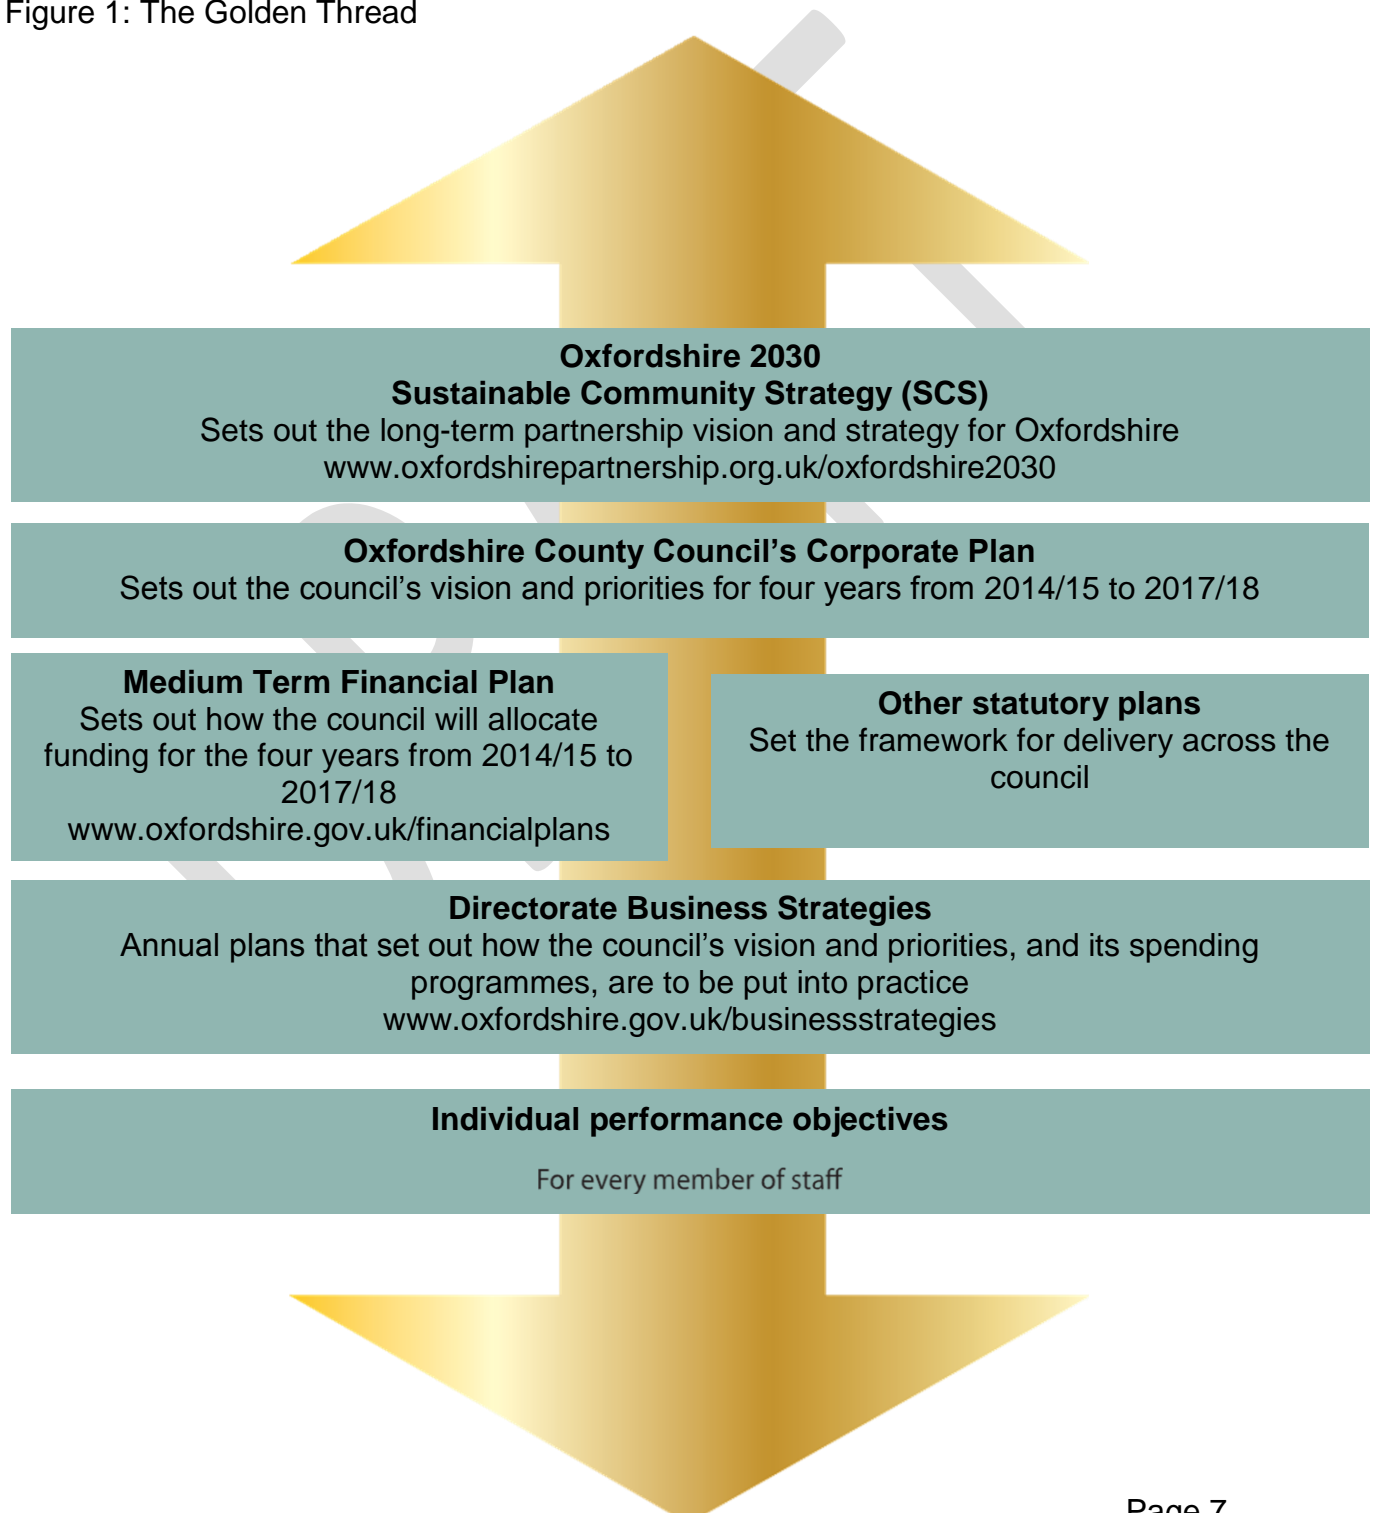 Figure 1: The Golden Thread
Oxfordshire 2030
Sustainable Community Strategy (SCS)
Sets out the long-term partnership vision and strategy for Oxfordshire
www.oxfordshirepartnership.org.uk/oxfordshire2030
Oxfordshire County Council’s Corporate Plan
Sets out the council’s vision and priorities for four years from 2014/15 to 2017/18
Medium Term Financial Plan
Sets out how the council will allocate
funding for the four years from 2014/15 to
2017/18
www.oxfordshire.gov.uk/financialplans
Other statutory plans
Set the framework for delivery across the
council
Directorate Business Strategies
Annual plans that set out how the council’s vision and priorities, and its spending
programmes, are to be put into practice
www.oxfordshire.gov.uk/businessstrategies
Individual performance objectives
For every member of staff
Page 7